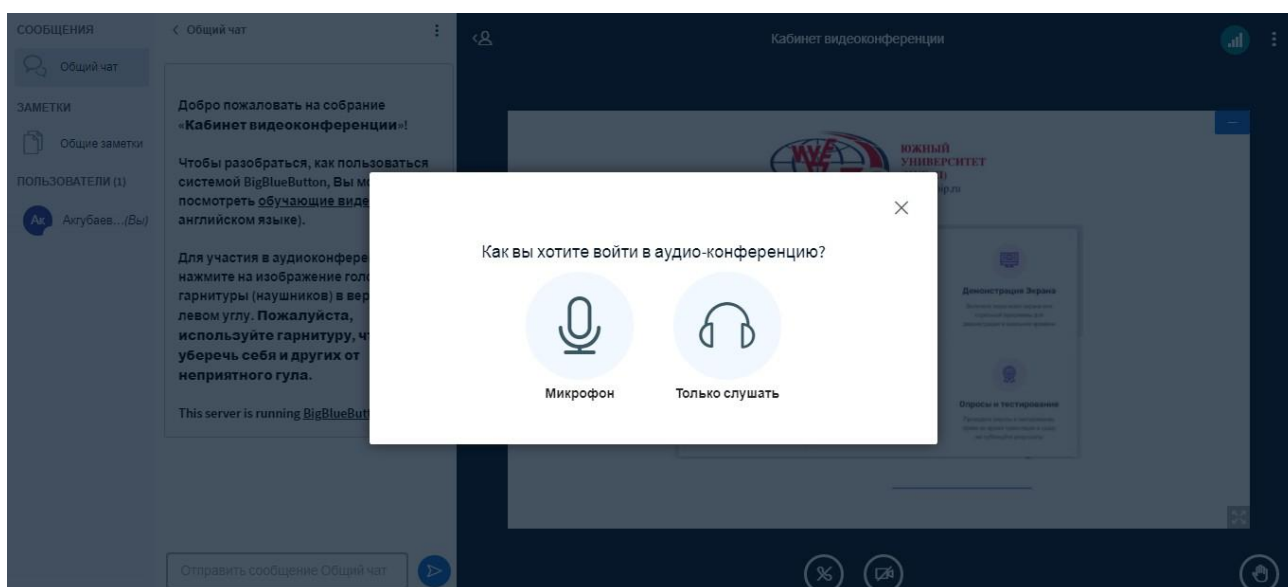 СООБЩЕНИЯ
Общий чат
ЗАМЕТКИ
Общие заметки
ПОЛЬЗОВАТЕЛИ (1)
Ак
Акгубаев...(Вы)
Общий чат
Добро пожаловать на собрание
«Кабинет видеоконференции»!
Чтобы разобраться, как пользоваться
системой BigBlueButton, Вы
посмотреть обучающие
английском языке).
Для участия в
нажмите на изображение
гарнитуры (наушников) в
левом углу. Пожалуйста,
используйте гарнитуру,
уберечь себя и других от
неприятного гула.
This server is running
Отправить сообщение Общий чат
Кабинет видеоконференции
ЮЖНЫЙ
УНИВЕРСИТЕТ
Как вы хотите войти в аудио-конференцию?
Микрофон
Только слушать
Демонстрация Экрана
Опросы и тестирование